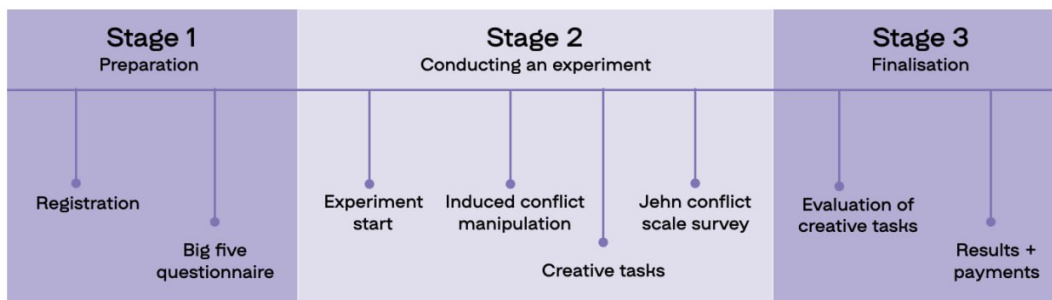 Stage 1
Preparation
Stage 2
Conducting an experiment
Stage 3
Finalisation
Registration
Big five
questionnaire
Experiment
start
Induced conflict
manipulation
Creative tasks
Jehn conflict
scale survey
Evaluation of
creative tasks
Results +
payments